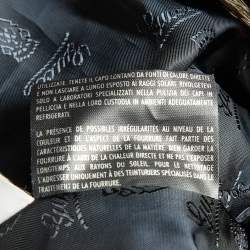 UTILIZZATE, TENETE IL CAPO LONTANO DA FONTI DI CALORE DIRETTE
E NON LASCIARE A LUNGO ESPOSTO AI RAGGI SOLARI. RIVOLGETEVI
SOLO A LABORATORI SPECIALIZZATI NELLA PULIZIA DEI CAPI IN
PELLICCIA E NELLA LORO CUSTODIA IN AMBIENTI ADEGUATAMENTE
REFRIGERATI.
LA PRÉSENCE DE POSSIBLES IRRÉGULARITÉS AU NIVEAU DE LA
COULEUR ET DE L'ASPECT DE LA FOURRURE FAIT PARTIE DES
CARACTÉRISTIQUES NATURELLES DE LA MATIÈRE. BIEN GARDER LA
FOURRURE À L'ABRI DE LA CHALEUR DIRECTE ET NE PAS L'EXPOSER
LONGTEMPS AUX RAYONS DU SOLEIL. POUR LE NETTOYAGE,
S'ADRESSER UNIQUEMENT À DES TEINTURIERS SPÉCIALISÉS DANS LE
TRAITEMENT DE
LA FOURRURE.